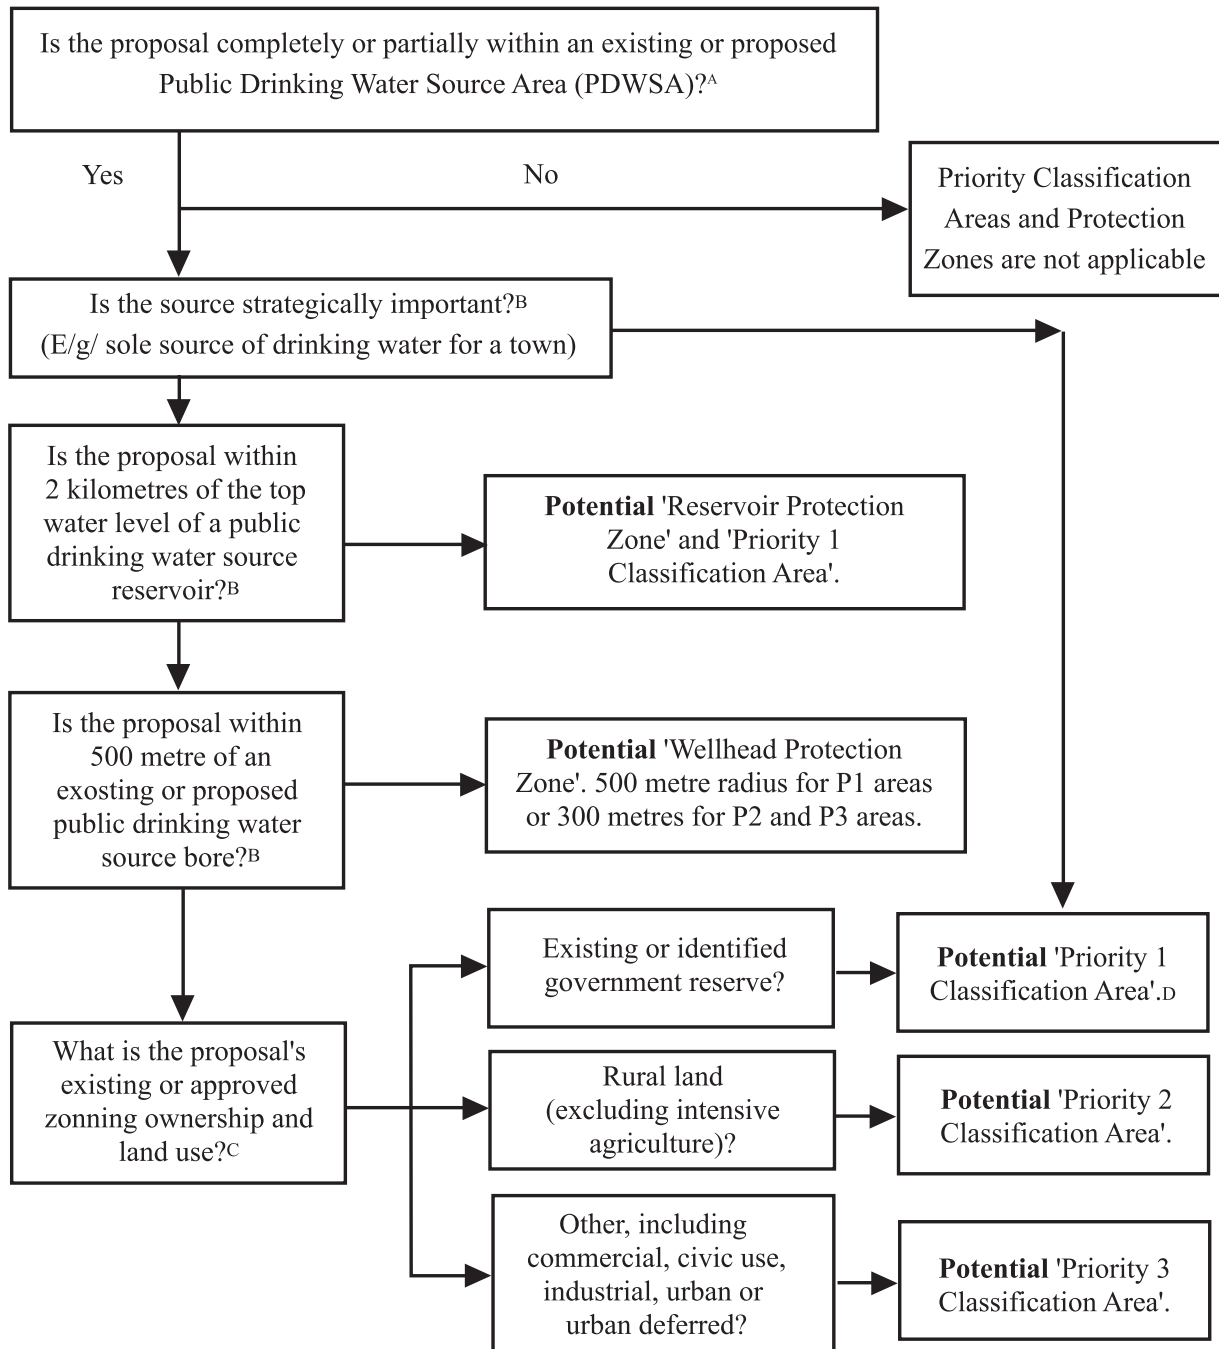 Is the proposal completely or partially within an existing or proposed
Public Drinking Water Source Area (PDWSA)?ᴬ
Yes
No
Priority Classification
Areas and Protection
Zones are not applicable
Is the source strategically important?ᴮ
(E/g/ sole source of drinking water for a town)
Is the proposal within
2 kilometres of the top
water level of a public
drinking water source
reservoir?ᴮ
Potential 'Reservoir Protection
Zone' and 'Priority 1
Classification Area'.
Is the proposal within
500 metre of an
exosting or proposed
public drinking water
source bore?ᴮ
Potential 'Wellhead Protection
Zone'. 500 metre radius for P1 areas
or 300 metres for P2 and P3 areas.
What is the proposal's
existing or approved
zonning ownership and
land use?ᶜ
Existing or identified
government reserve?
Potential 'Priority 1
Classification Area'.D
Rural land
(excluding intensive
agriculture)?
Potential 'Priority 2
Classification Area'.
Other, including
commercial, civic use,
industrial, urban or
urban deferred?
Potential 'Priority 3
Classification Area'.